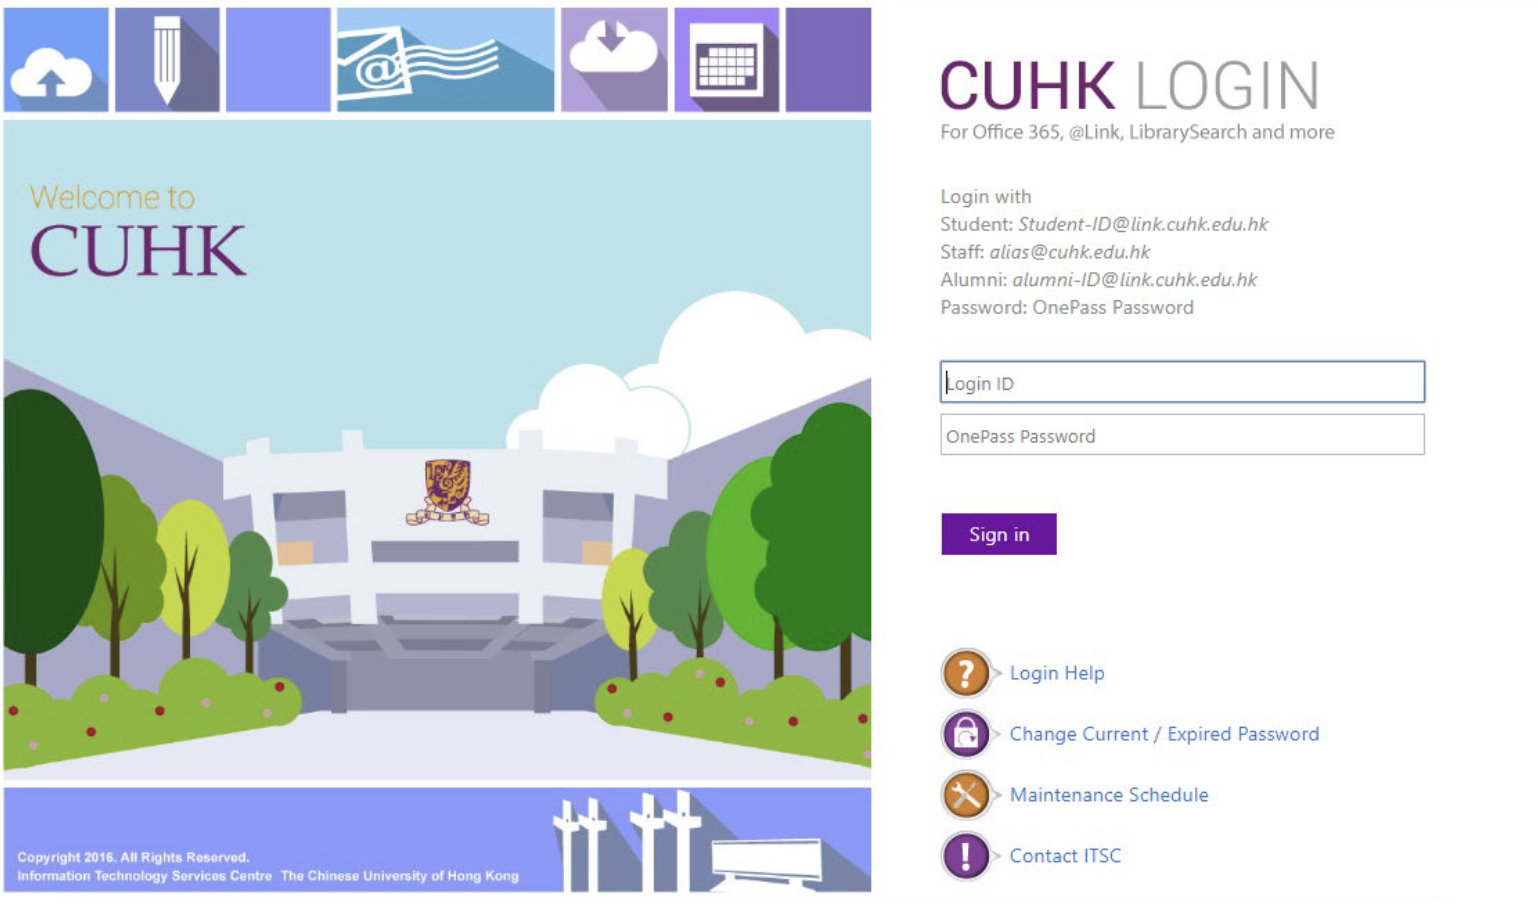 Welcome to
CUHK
Copyright 2016. All Rights Reserved.
Information Technology Services Centre The Chinese University of Hong Kong
CUHK LOGIN
For Office 365, @Link, LibrarySearch and more
Login with
Student: Student-ID@link.cuhk.edu.hk
Staff: alias@cuhk.edu.hk
Alumni: alumni-ID@link.cuhk.edu.hk
Password: OnePass Password
Login ID
OnePass Password
Sign in
Login Help
Change Current / Expired Password
Maintenance Schedule
Contact ITSC